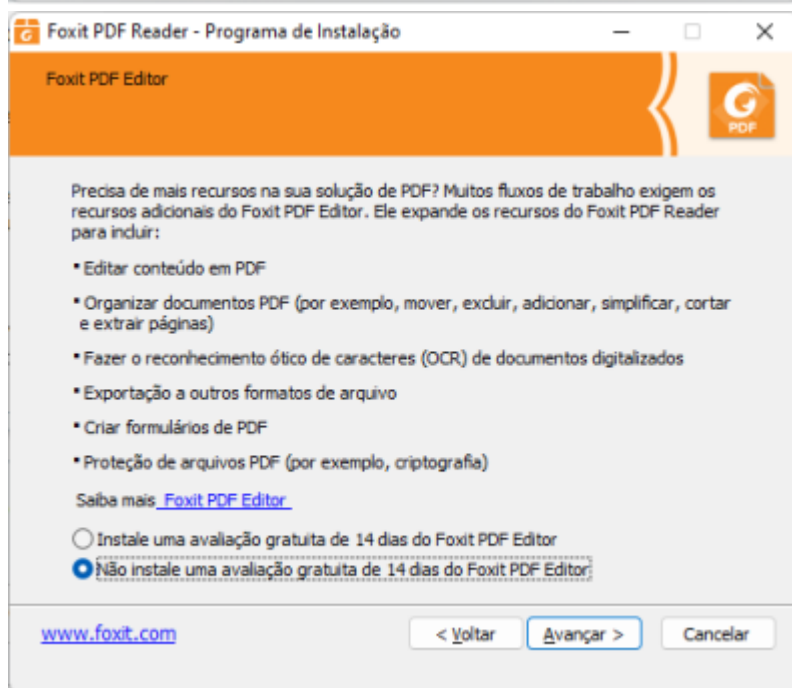 Foxit PDF Reader - Programa de Instalação
Foxit PDF Editor
PDF
Precisa de mais recursos na sua solução de PDF? Muitos fluxos de trabalho exigem os
recursos adicionais do Foxit PDF Editor. Ele expande os recursos do Foxit PDF Reader
para incluir:
• Editar conteúdo em PDF
• Organizar documentos PDF (por exemplo, mover, excluir, adicionar, simplificar, cortar
e extrair páginas)
• Fazer o reconhecimento ótico de caracteres (OCR) de documentos digitalizados
• Exportação a outros formatos de arquivo
• Criar formulários de PDF
• Proteção de arquivos PDF (por exemplo, criptografia)
Saiba mais Foxit PDF Editor
Instale uma avaliação gratuita de 14 dias do Foxit PDF Editor
Não instale uma avaliação gratuita de 14 dias do Foxit PDF Editor
www.foxit.com < Voltar Avançar > Cancelar